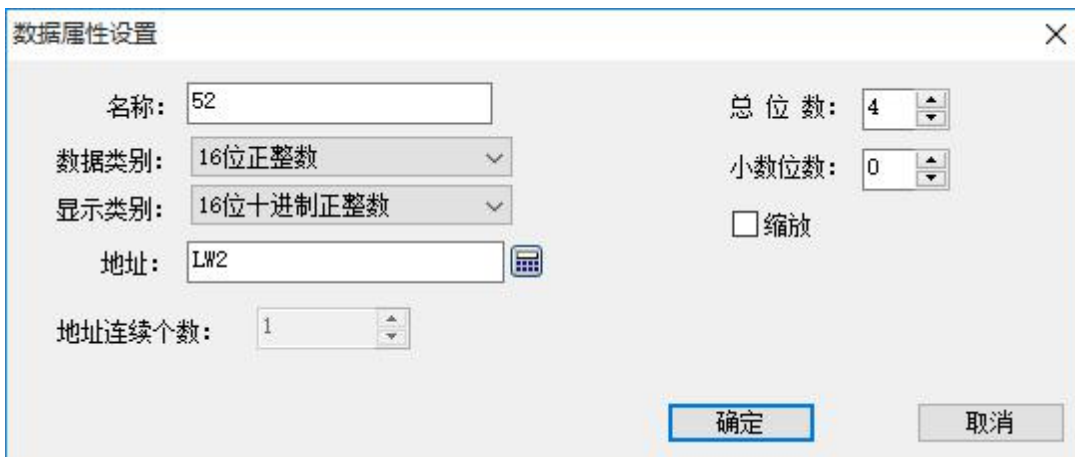 数据属性设置
名称： 52
总 位 数： 4
数据类别： 16位正整数
小数位数： 0
显示类别： 16位十进制正整数
缩放
地址： LW2
地址连续个数： 1
确定 取消